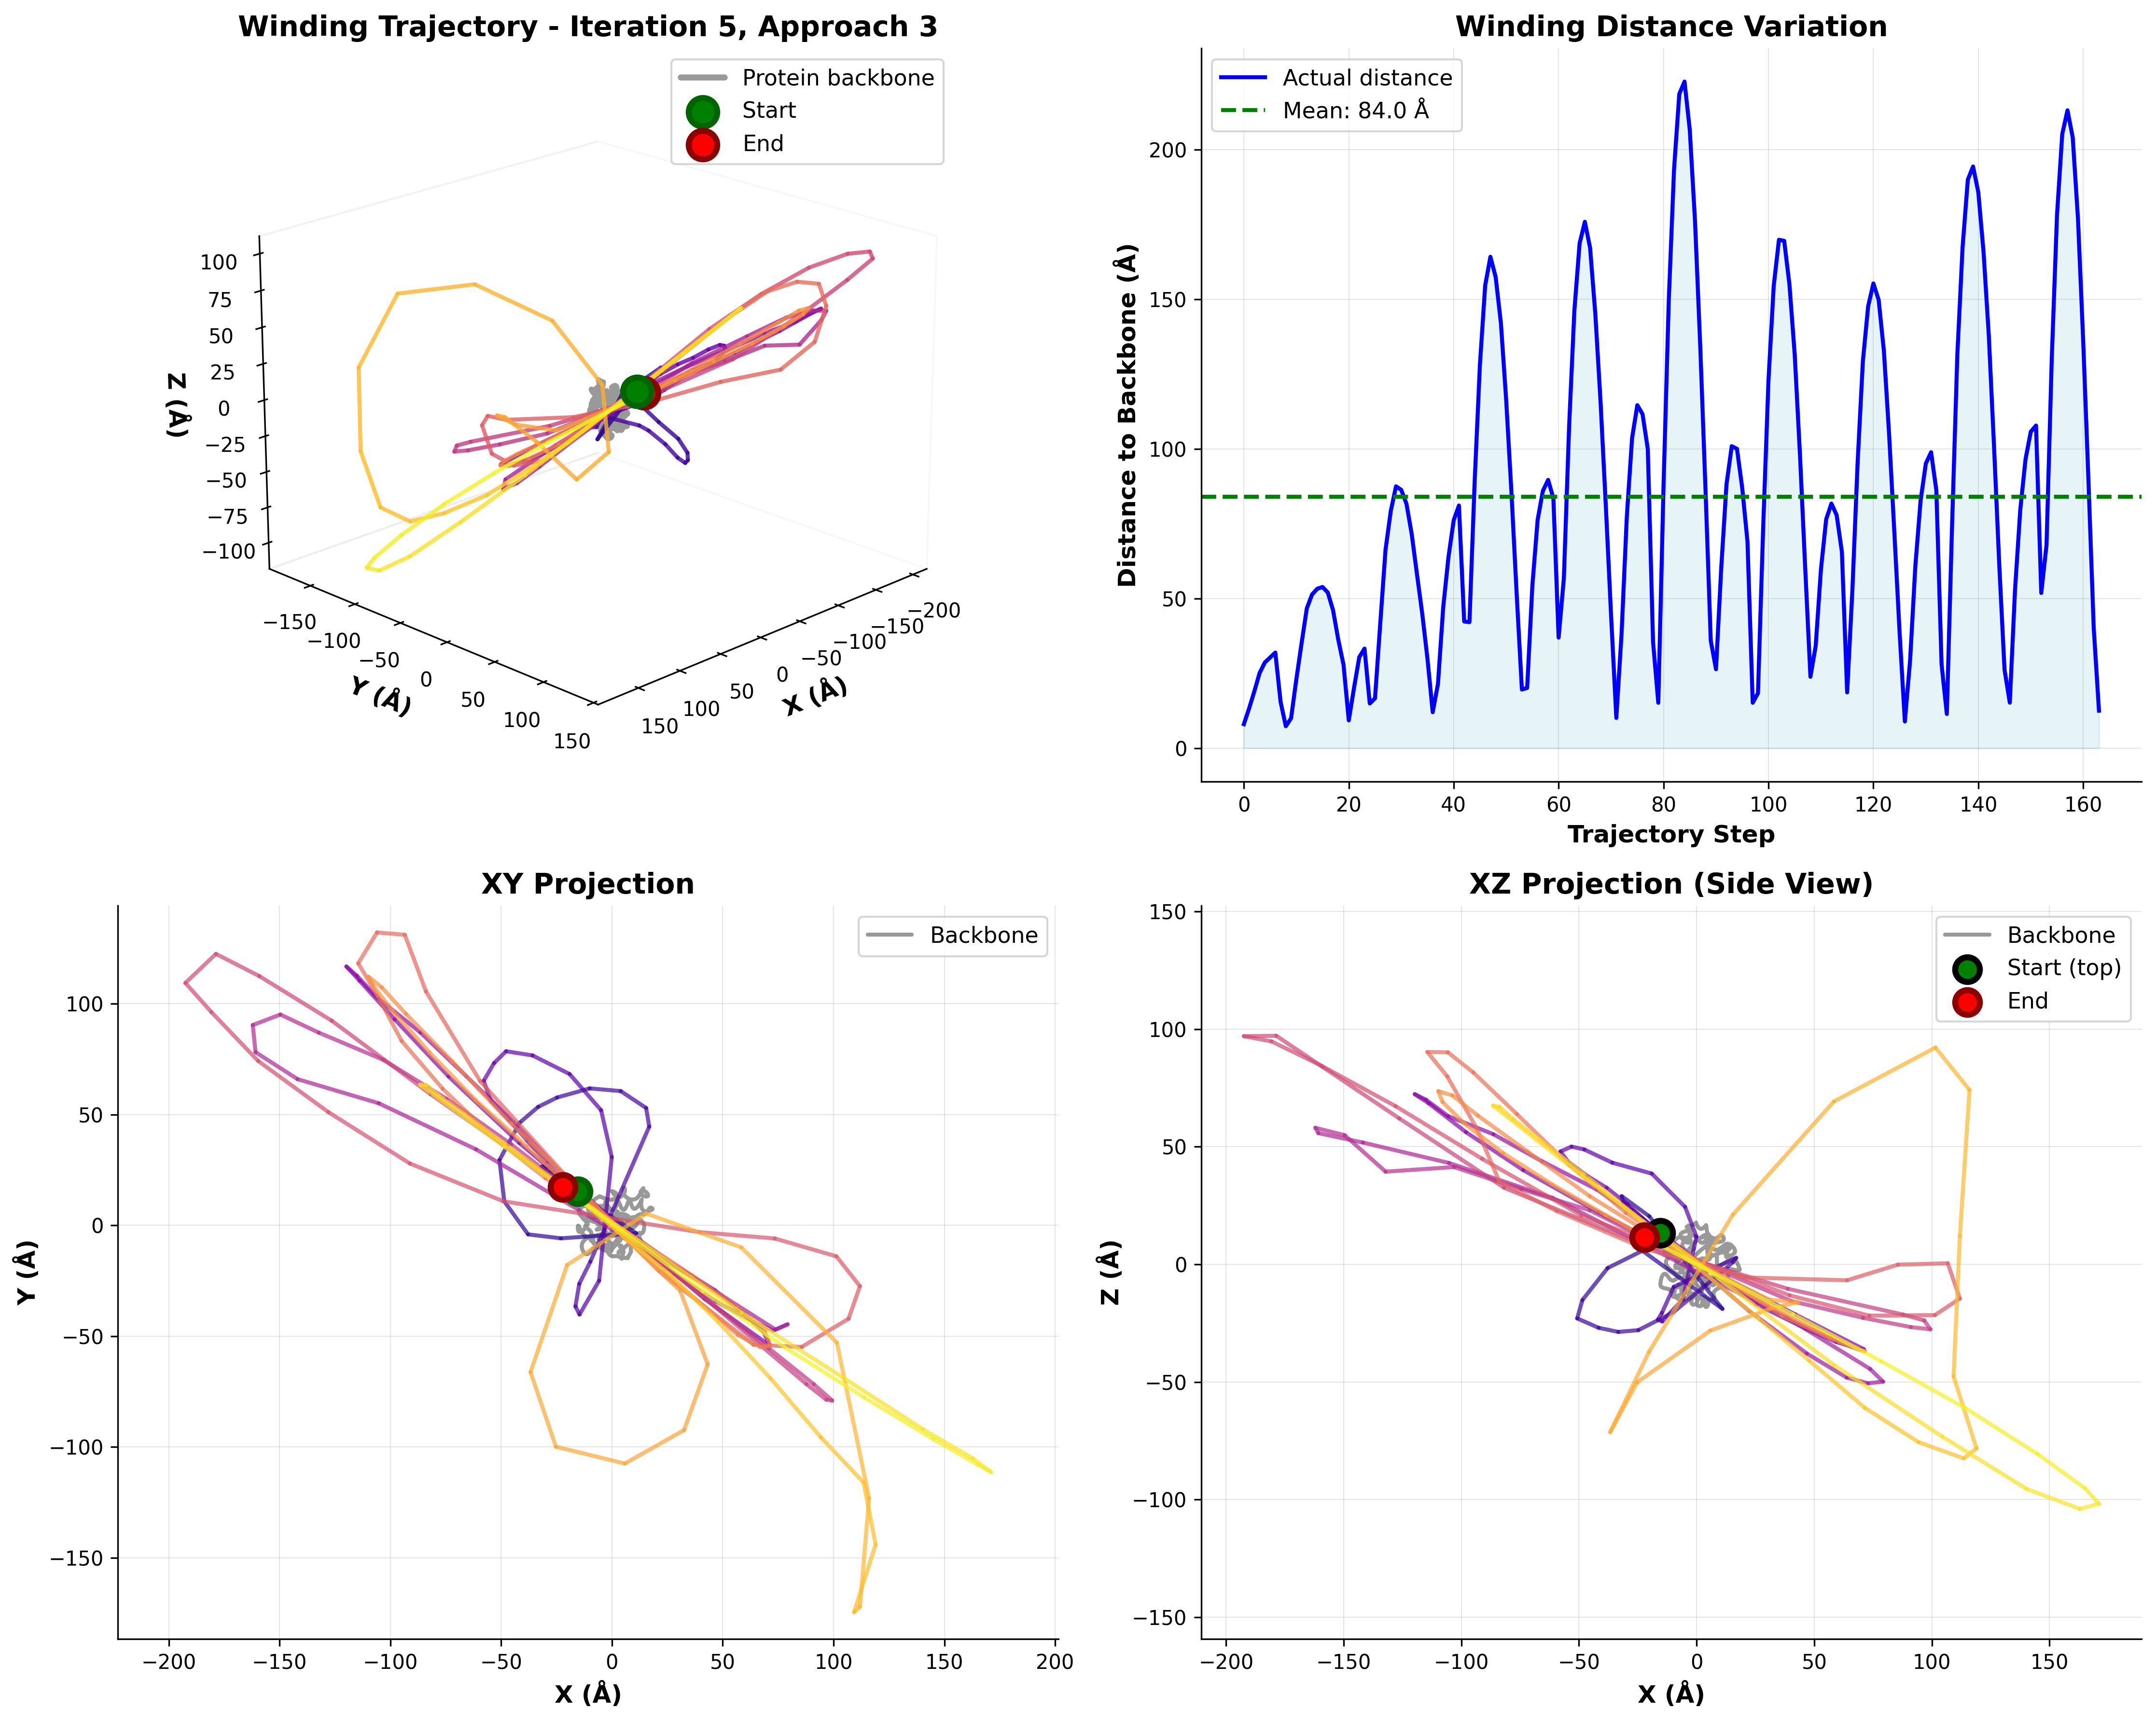 Winding Trajectory - Iteration 5, Approach 3
Protein backbone
Start
End
100
75
50
25
0
−25
−50
−75
−100
Z (Å)
−150
−100
−50
0
50
100
150
Y (Å)
150
100
50
0
−50
−100
−150
−200
X (Å)
Winding Distance Variation
Actual distance
Mean: 84.0 Å
200
150
100
50
0
Distance to Backbone (Å)
0 20 40 60 80 100 120 140 160
Trajectory Step
XY Projection
Backbone
100
50
0
−50
−100
−150
Y (Å)
−200 −150 −100 −50 0 50 100 150 200
X (Å)
XZ Projection (Side View)
Backbone
Start (top)
End
150
100
50
0
−50
−100
−150
Z (Å)
−200 −150 −100 −50 0 50 100 150
X (Å)